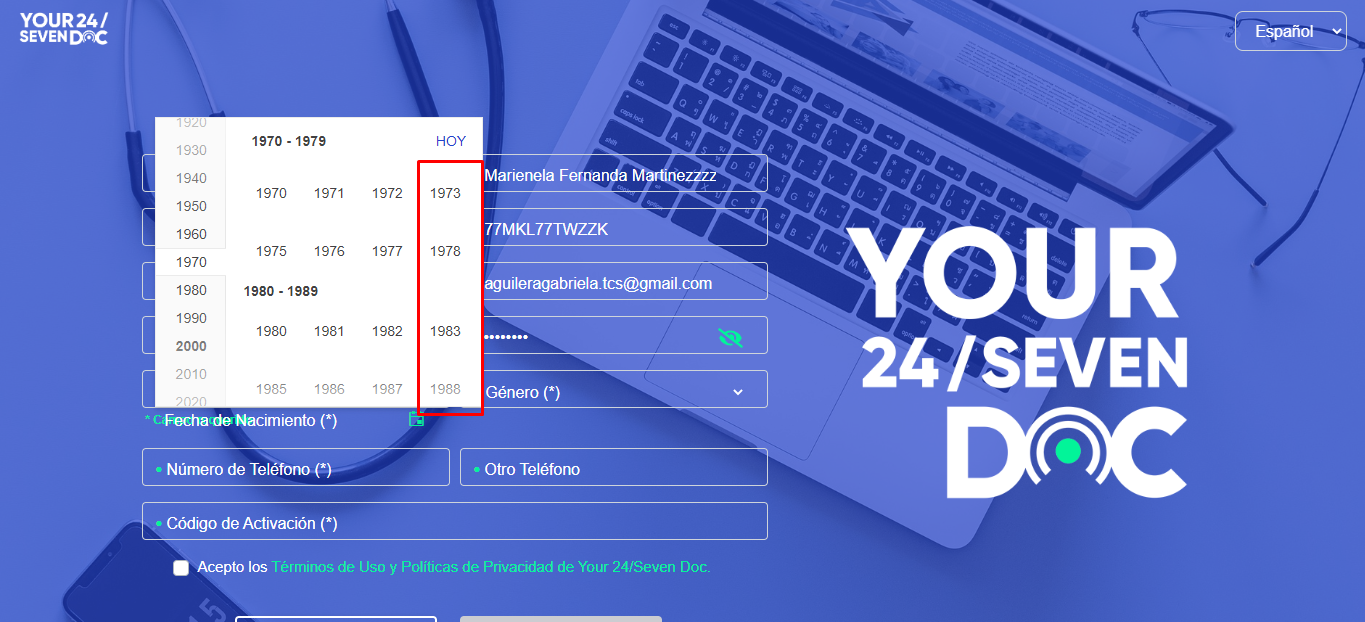 YOUR 24/
SEVEN DOC
Español
1920
1930
1940
1950
1960
1970
1980
1990
2000
2010
2020
1970 - 1979
HOY
1970 1971 1972 1973
1975 1976 1977 1978
1980 - 1989
1980 1981 1982 1983
1985 1986 1987 1988
Marienela Fernanda Martinezzzz
77MKL77TWZZK
aguileragabriela.tcs@gmail.com
••••••••
Género (*)
Fecha de Nacimiento (*)
• Número de Teléfono (*)
• Otro Teléfono
• Código de Activación (*)
Acepto los Términos de Uso y Políticas de Privacidad de Your 24/Seven Doc.
YOUR
24/SEVEN
DOC